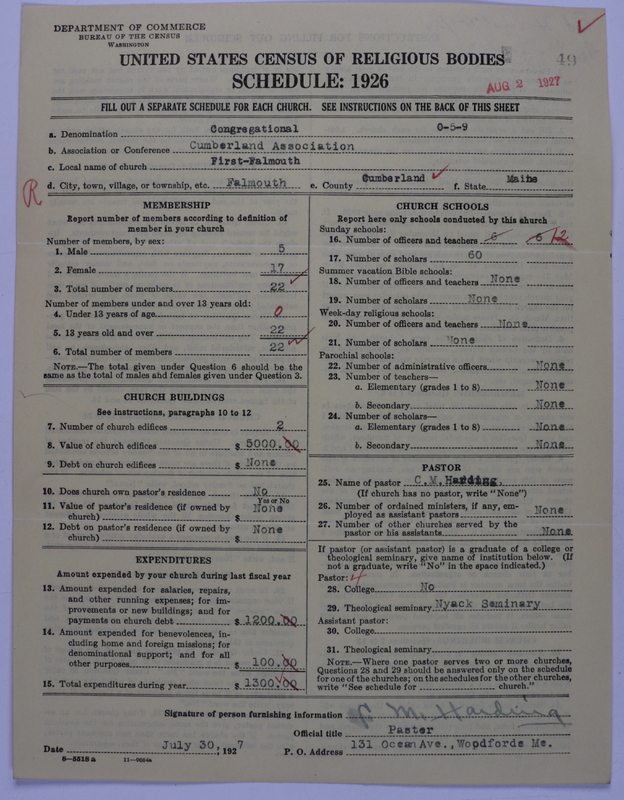 DEPARTMENT OF COMMERCE
BUREAU OF THE CENSUS
WASHINGTON
UNITED STATES CENSUS OF RELIGIOUS BODIES
49
SCHEDULE: 1926
AUG 2 1927
FILL OUT A SEPARATE SCHEDULE FOR EACH CHURCH. SEE INSTRUCTIONS ON THE BACK OF THIS SHEET
a. Denomination Congregational 0-5-9
b. Association or Conference Cumberland Association
c. Local name of church First-Falmouth
d. City, town, village, or township, etc. Falmouth e. County Cumberland f. State Maine
R
MEMBERSHIP
Report number of members according to definition of
member in your church
Number of members, by sex:
1. Male 5
2. Female 17
3. Total number of members 22
Number of members under and over 13 years old:
4. Under 13 years of age 0
5. 13 years old and over 22
6. Total number of members 22
NOTE.—The total given under Question 6 should be the
same as the total of males and females given under Question 3.
CHURCH BUILDINGS
See instructions, paragraphs 10 to 12
7. Number of church edifices 2
8. Value of church edifices $ 5000.00
9. Debt on church edifices $ None
10. Does church own pastor's residence No
Yes or No
11. Value of pastor's residence (if owned by
church) $ None
12. Debt on pastor's residence (if owned by
church) $ None
EXPENDITURES
Amount expended by your church during last fiscal year
13. Amount expended for salaries, repairs,
and other running expenses; for im-
provements or new buildings; and for
payments on church debt $ 1200.00
14. Amount expended for benevolences, in-
cluding home and foreign missions; for
denominational support; and for all
other purposes $ 100.00
15. Total expenditures during year $ 1300.00
CHURCH SCHOOLS
Report here only schools conducted by this church
Sunday schools:
16. Number of officers and teachers 6 6 12
17. Number of scholars 60
Summer vacation Bible schools:
18. Number of officers and teachers None
19. Number of scholars None
Week-day religious schools:
20. Number of officers and teachers None
21. Number of scholars None
Parochial schools:
22. Number of administrative officers None
23. Number of teachers—
a. Elementary (grades 1 to 8) None
b. Secondary None
24. Number of scholars—
a. Elementary (grades 1 to 8) None
b. Secondary None
PASTOR
25. Name of pastor C.M. Harding,
(If church has no pastor, write "None")
26. Number of ordained ministers, if any, em-
ployed as assistant pastors None
27. Number of other churches served by the
pastor or his assistants None
If pastor (or assistant pastor) is a graduate of a college or
theological seminary, give name of institution below. (If
not a graduate, write "No" in the space indicated.)
Pastor: 4
28. College No
29. Theological seminary Nyack Seminary
Assistant pastor:
30. College
31. Theological seminary
NOTE.—Where one pastor serves two or more churches,
Questions 28 and 29 should be answered only on the schedule
for one of the churches; on the schedules for the other churches,
write "See schedule for church."
Signature of person furnishing information C. M. Harding
Official title Pastor
Date July 30, 1927 P. O. Address 131 Ocean Ave., Woodfords Me.
8-5518 a